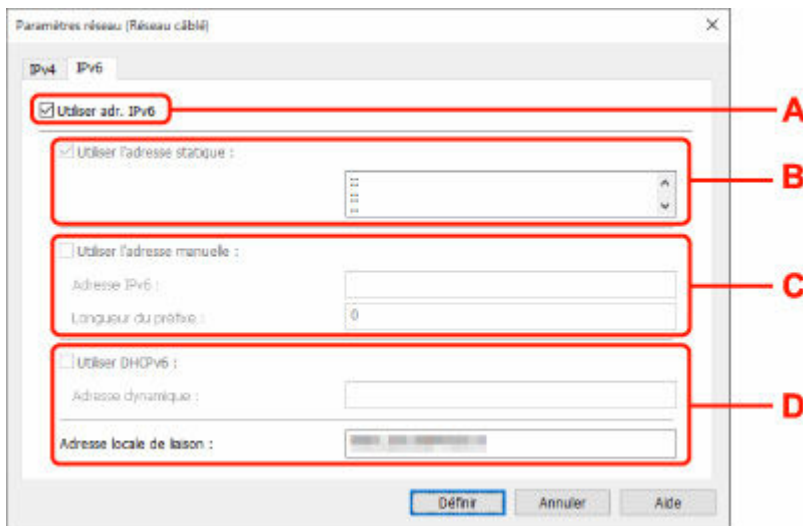 Paramètres réseau (Réseau câblé)
IPv4 IPv6
Utiliser adr. IPv6
A
Utiliser l'adresse statique :
::
::
::
B
Utiliser l'adresse manuelle :
Adresse IPv6 :
C
Longueur du préfixe : 0
Utiliser DHCPv6 :
Adresse dynamique :
D
Adresse locale de liaison :
Définir Annuler Aide